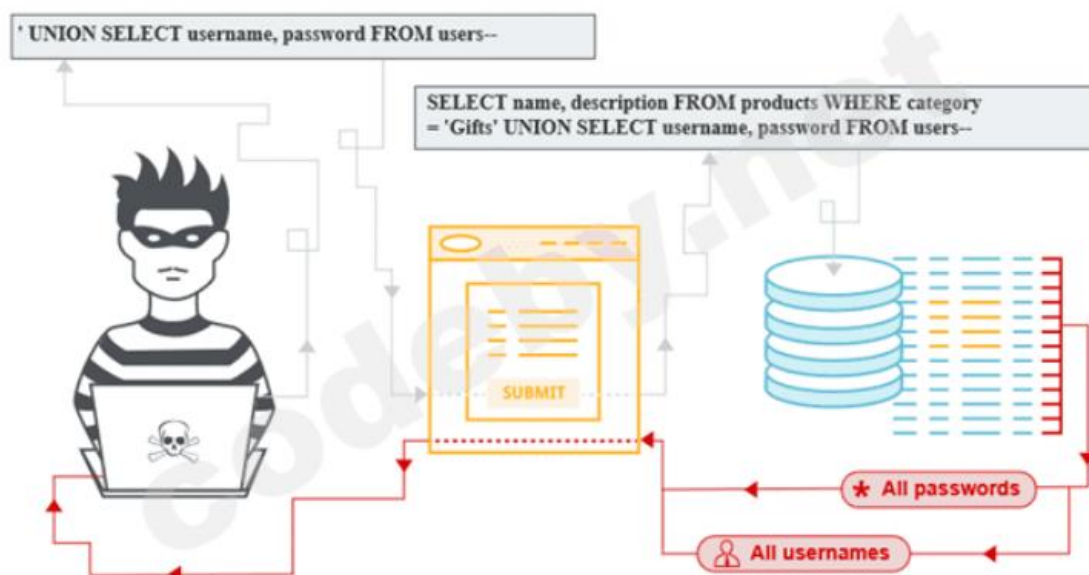 ' UNION SELECT username, password FROM users--
SELECT name, description FROM products WHERE category
= 'Gifts' UNION SELECT username, password FROM users--
SUBMIT
* All passwords
All usernames
codeby.net